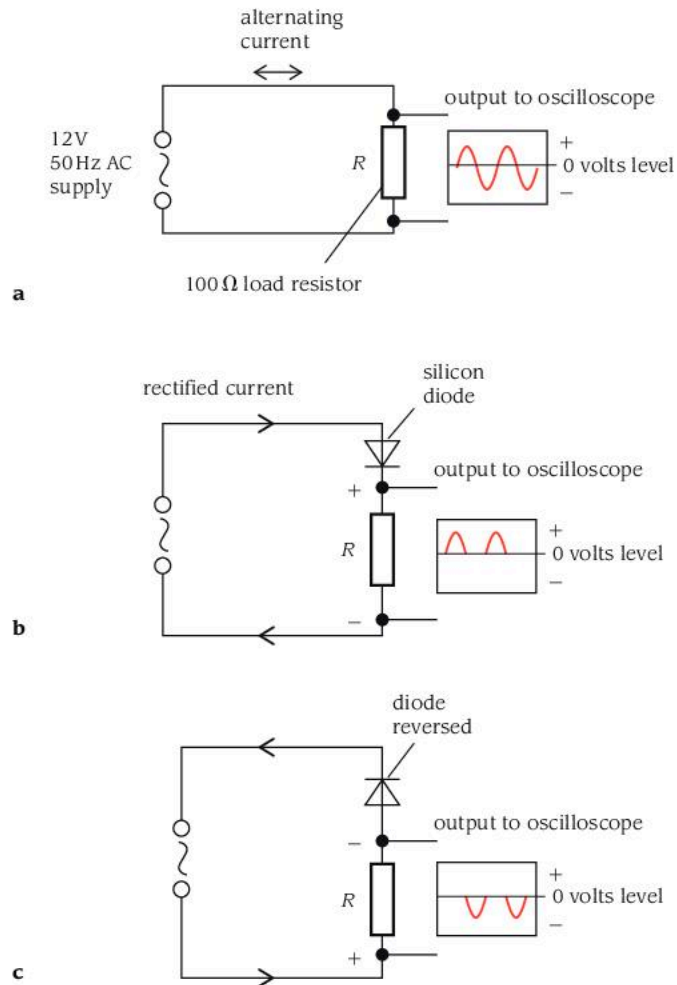 alternating
current
output to oscilloscope
12V
50Hz AC
supply
R
+
0 volts level
−
100Ω load resistor
a
silicon
diode
rectified current
output to oscilloscope
+
R
+
0 volts level
−
−
b
diode
reversed
output to oscilloscope
−
R
+
0 volts level
−
+
c